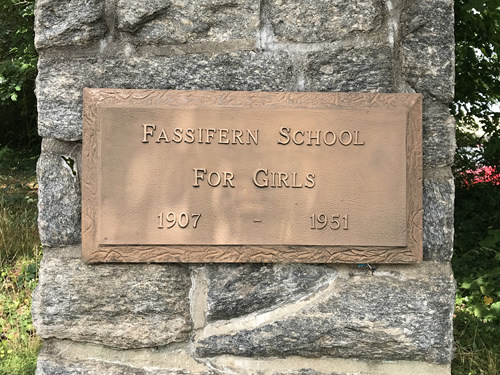 Fassifern School
For Girls
1907 - 1951